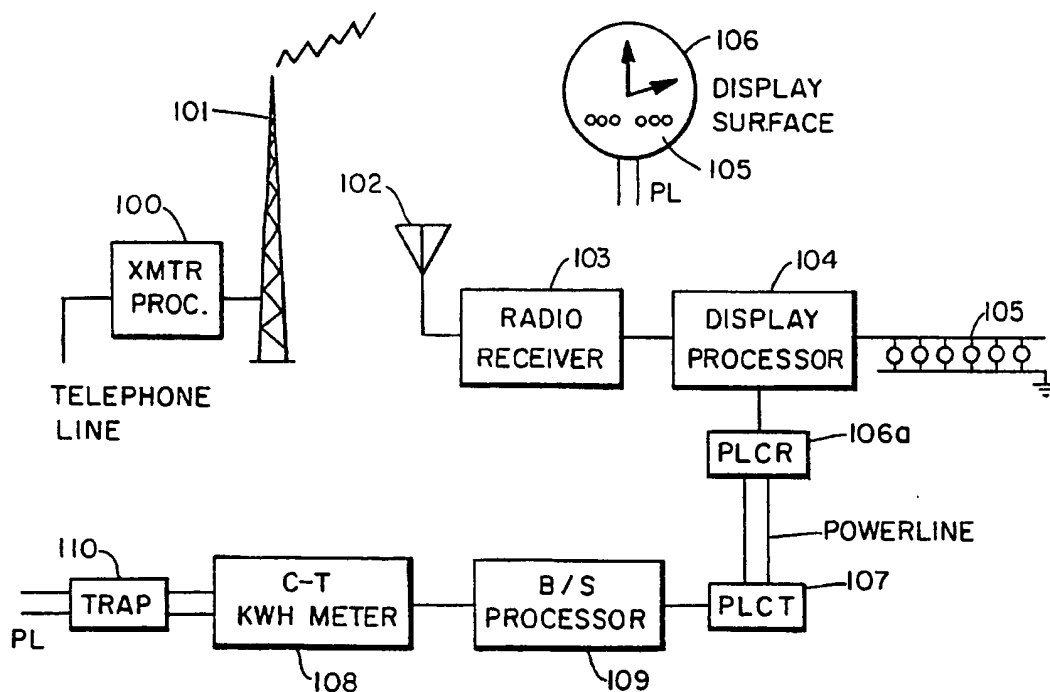 106
DISPLAY
SURFACE
105
PL
101
100
XMTR
PROC.
TELEPHONE
LINE
102
103
RADIO
RECEIVER
104
DISPLAY
PROCESSOR
105
PLCR
106a
POWERLINE
PLCT
107
110
TRAP
PL
C-T
KWH METER
108
B/S
PROCESSOR
109